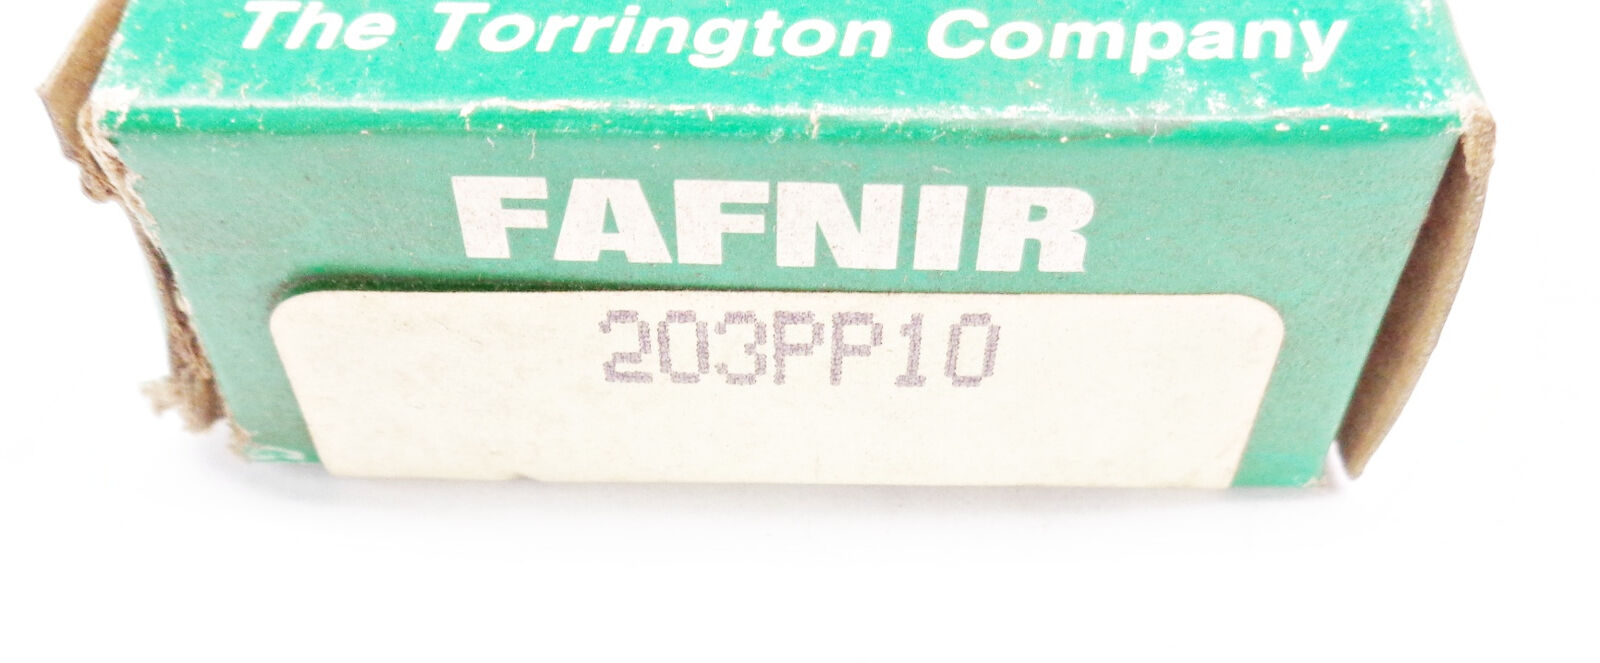 The Torrington Company
FAFNIR
203PP10